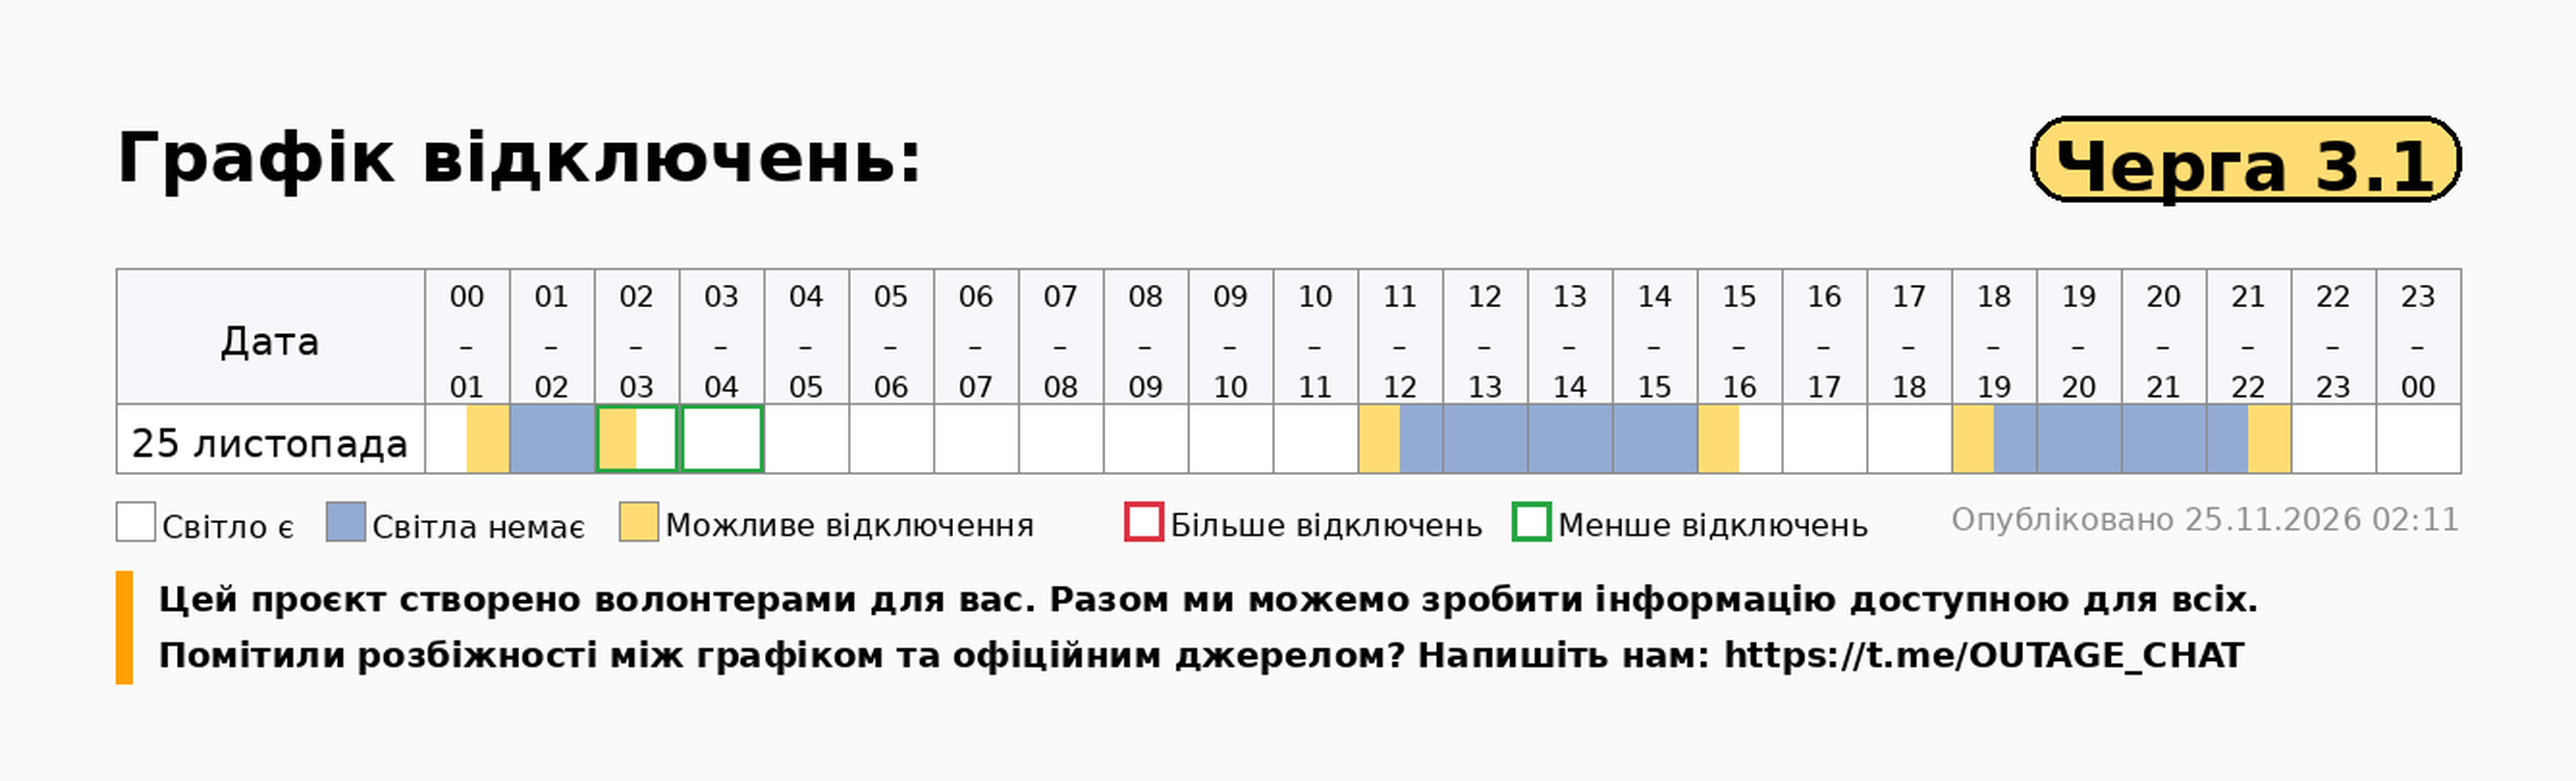 Графік відключень:
Черга 3.1
Дата
00 – 01
01 – 02
02 – 03
03 – 04
04 – 05
05 – 06
06 – 07
07 – 08
08 – 09
09 – 10
10 – 11
11 – 12
12 – 13
13 – 14
14 – 15
15 – 16
16 – 17
17 – 18
18 – 19
19 – 20
20 – 21
21 – 22
22 – 23
23 – 00
25 листопада
Світло є
Світла немає
Можливе відключення
Більше відключень
Менше відключень
Опубліковано 25.11.2026 02:11
Цей проєкт створено волонтерами для вас. Разом ми можемо зробити інформацію доступною для всіх.
Помітили розбіжності між графіком та офіційним джерелом? Напишіть нам: https://t.me/OUTAGE_CHAT